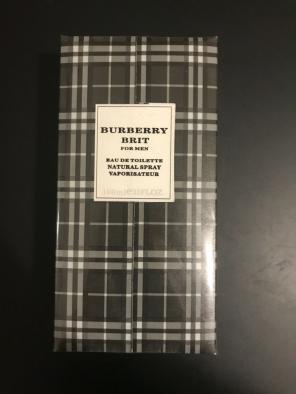 BURBERRY
BRIT
FOR MEN
EAU DE TOILETTE
NATURAL SPRAY
VAPORISATEUR